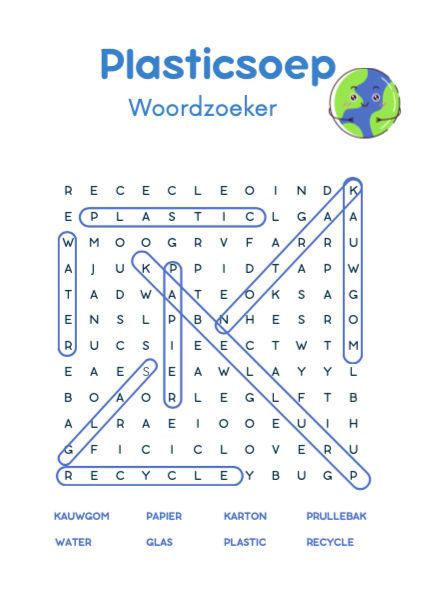 Plasticsoep
Woordzoeker
R E C E C L E O I N D K
E P L A S T I C L G A A
W M O O G R V F A R R U
A J U K P P I D T A P W
T A D W A T E O K S A G
E N S L P B N H E S R O
R U C S I E E C T W T M
E A E S E A W L A Y Y L
B O A O R L E G L F T B
A L R A E I O O E U I H
G F I C I C L O V E R U
R E C Y C L E Y B U G P
KAUWGOM PAPIER KARTON PRULLEBAK
WATER GLAS PLASTIC RECYCLE